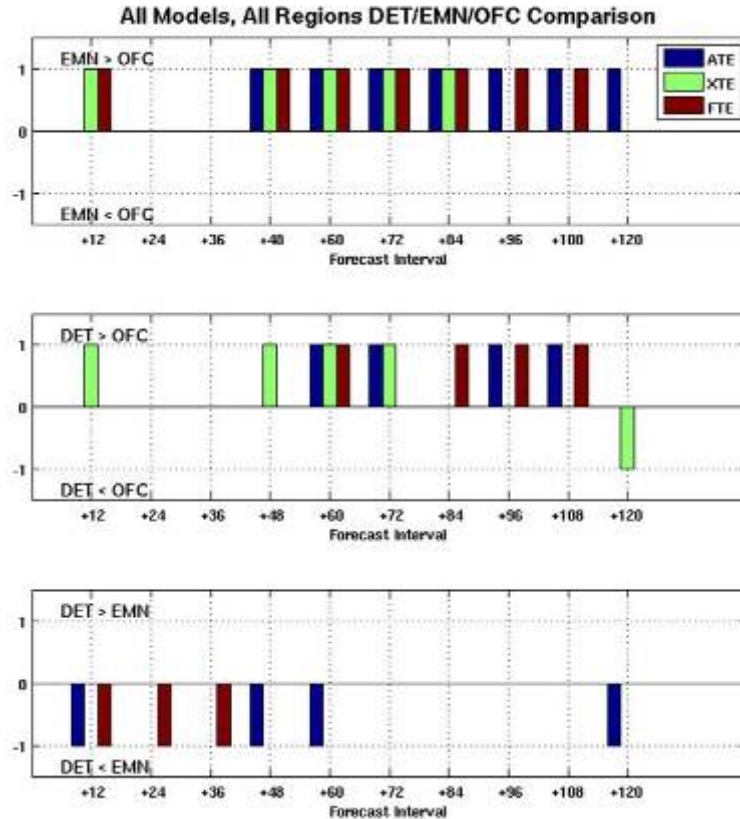 All Models, All Regions DET/EMN/OFC Comparison
EMN > OFC
ATE
XTE
FTE
1
0
-1
EMN < OFC
+12 +24 +36 +48 +60 +72 +84 +96 +108 +120
Forecast Interval
DET > OFC
1
0
-1
DET < OFC
+12 +24 +36 +48 +60 +72 +84 +96 +108 +120
Forecast Interval
DET > EMN
1
0
-1
DET < EMN
+12 +24 +36 +48 +60 +72 +84 +96 +108 +120
Forecast Interval